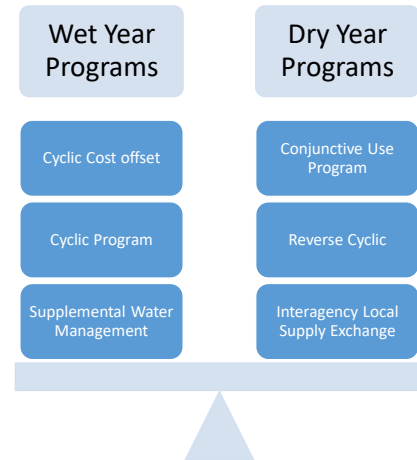 Wet Year
Programs
Dry Year
Programs
Cyclic Cost offset
Conjunctive Use
Program
Cyclic Program
Reverse Cyclic
Supplemental Water
Management
Interagency Local
Supply Exchange